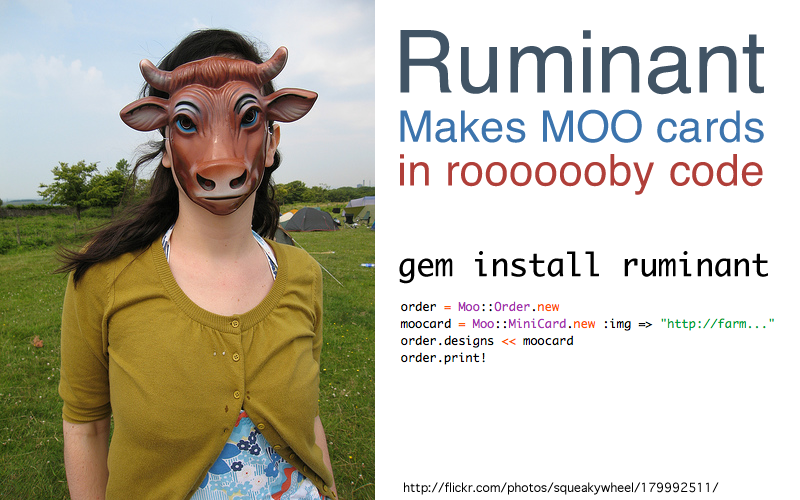 Ruminant
Makes MOO cards
in rooooooby code
gem install ruminant
order = Moo::Order.new
moocard = Moo::MiniCard.new :img => "http://farm..."
order.designs << moocard
order.print!
http://flickr.com/photos/squeakywheel/179992511/